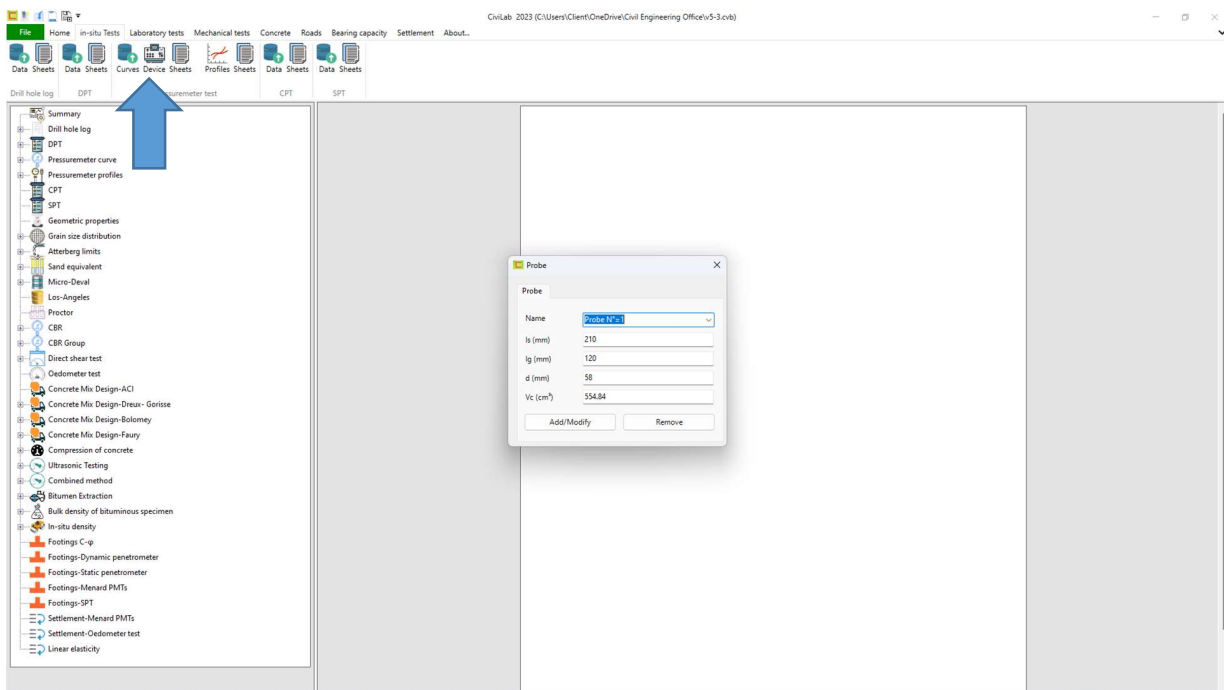 CiviLab 2023 (C:\Users\Client\OneDrive\Civil Engineering Office\v5-3.cvb)
File Home in-situ Tests Laboratory tests Mechanical tests Concrete Roads Bearing capacity Settlement About...
Data Sheets Data Sheets Curves Device Sheets Profiles Sheets Data Sheets Data Sheets
Drill hole log DPT ssuremeter test CPT SPT
Summary
Drill hole log
DPT
Pressuremeter curve
Pressuremeter profiles
CPT
SPT
Geometric properties
Grain size distribution
Atterberg limits
Sand equivalent
Micro-Deval
Los-Angeles
Proctor
CBR
CBR Group
Direct shear test
Oedometer test
Concrete Mix Design-ACI
Concrete Mix Design-Dreux- Gorisse
Concrete Mix Design-Bolomey
Concrete Mix Design-Faury
Compression of concrete
Ultrasonic Testing
Combined method
Bitumen Extraction
Bulk density of bituminous specimen
In-situ density
Footings C-φ
Footings-Dynamic penetrometer
Footings-Static penetrometer
Footings-Menard PMTs
Footings-SPT
Settlement-Menard PMTs
Settlement-Oedometer test
Linear elasticity
Probe
Probe
Name Probe N°=1
ls (mm) 210
lg (mm) 120
d (mm) 58
Vc (cm³) 554.84
Add/Modify Remove